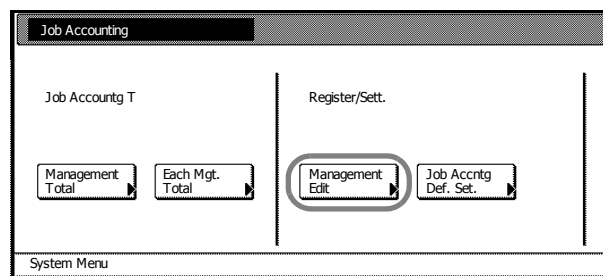 Job Accounting
Job Accountg T
Register/Sett.
Management
Total
Each Mgt.
Total
Management
Edit
Job Accntg
Def. Set.
System Menu